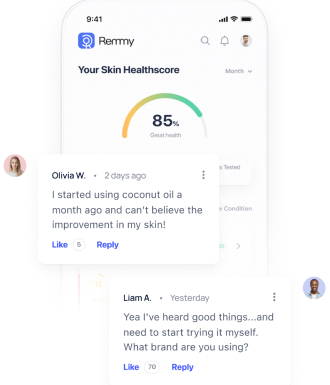 9:41
Remmy
Your Skin Healthscore
Month
85%
Great health
s Tested
Olivia W. • 2 days ago
I started using coconut oil a
month ago and can't believe the
improvement in my skin!
Like 5 Reply
e Condition
Liam A. • Yesterday
Yea I've heard good things...and
need to start trying it myself.
What brand are you using?
Like 70 Reply